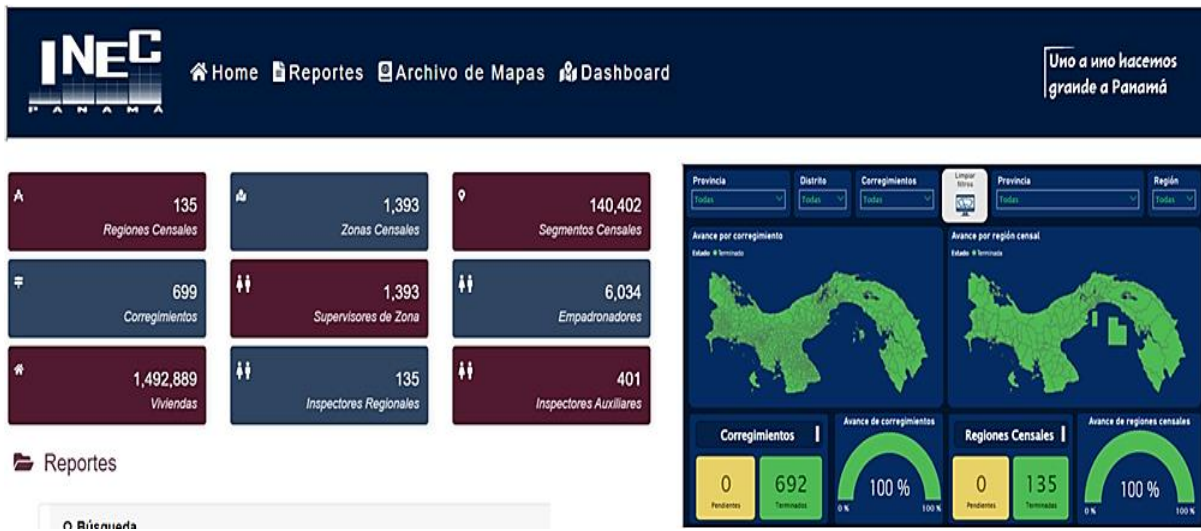 INEC
PANAMÁ
Home Reportes Archivo de Mapas Dashboard
Uno a uno hacemos
grande a Panamá
135
Regiones Censales
1,393
Zonas Censales
140,402
Segmentos Censales
699
Corregimientos
1,393
Supervisores de Zona
6,034
Empadronadores
1,492,889
Viviendas
135
Inspectores Regionales
401
Inspectores Auxiliares
Reportes
Búsqueda
Provincia
Todas
Distrito
Todas
Corregimientos
Todas
Limpiar
filtros
Provincia
Todas
Región
Todas
Avance por corregimiento
Estado Terminado
Avance por región censal
Estado Terminada
Corregimientos
0
Pendientes
692
Terminados
Avance de corregimientos
100 %
0 % 100 %
Regiones Censales
0
Pendientes
135
Terminadas
Avance de regiones censales
100 %
0 % 100 %